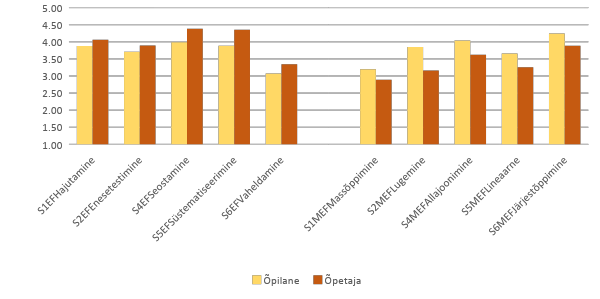 5.00
4.50
4.00
3.50
3.00
2.50
2.00
1.50
1.00
S1EFHajutamine
S2EFEnesetestimine
S4EFSeostamine
S5EFSüstematiseerimine
S6EFVaheldamine
S1MEFMassõppimine
S2MEFLugemine
S4MEFAllajoonimine
S5MEFLineaarne
S6MEFJärjestõppimine
Õpilane
Õpetaja